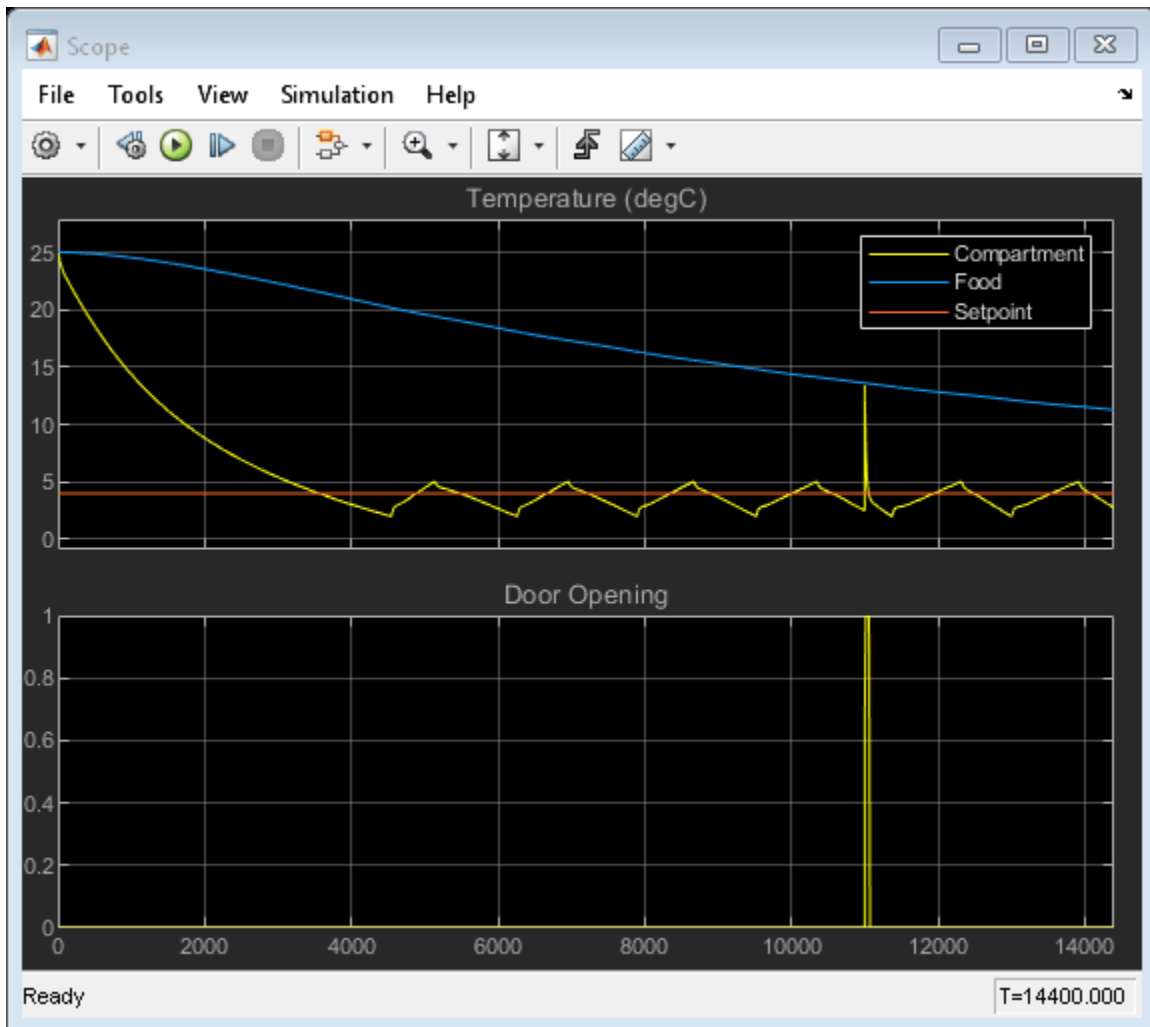 Scope
File Tools View Simulation Help
Temperature (degC)
25
20
15
10
5
0
Compartment
Food
Setpoint
Door Opening
1
0.8
0.6
0.4
0.2
0
0 2000 4000 6000 8000 10000 12000 14000
Ready T=14400.000